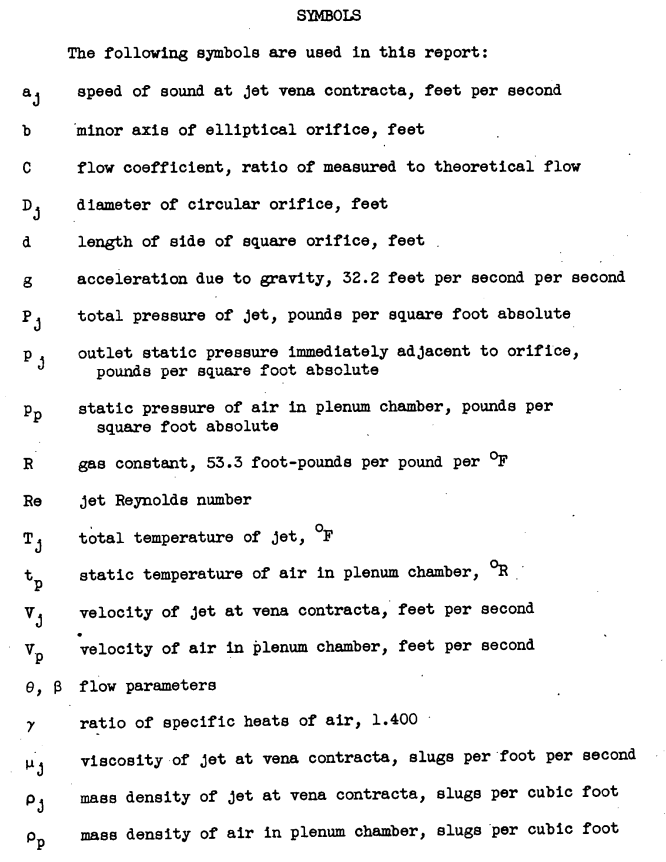 SYMBOLS
The following symbols are used in this report:
a_j speed of sound at jet vena contracta, feet per second
b minor axis of elliptical orifice, feet
C flow coefficient, ratio of measured to theoretical flow
D_j diameter of circular orifice, feet
d length of side of square orifice, feet
g acceleration due to gravity, 32.2 feet per second per second
P_j total pressure of jet, pounds per square foot absolute
p_j outlet static pressure immediately adjacent to orifice,
pounds per square foot absolute
p_p static pressure of air in plenum chamber, pounds per
square foot absolute
R gas constant, 53.3 foot-pounds per pound per °F
Re jet Reynolds number
T_j total temperature of jet, °F
t_p static temperature of air in plenum chamber, °R
V_j velocity of jet at vena contracta, feet per second
V_p velocity of air in plenum chamber, feet per second
θ, β flow parameters
γ ratio of specific heats of air, 1.400
μ_j viscosity of jet at vena contracta, slugs per foot per second
ρ_j mass density of jet at vena contracta, slugs per cubic foot
ρ_p mass density of air in plenum chamber, slugs per cubic foot